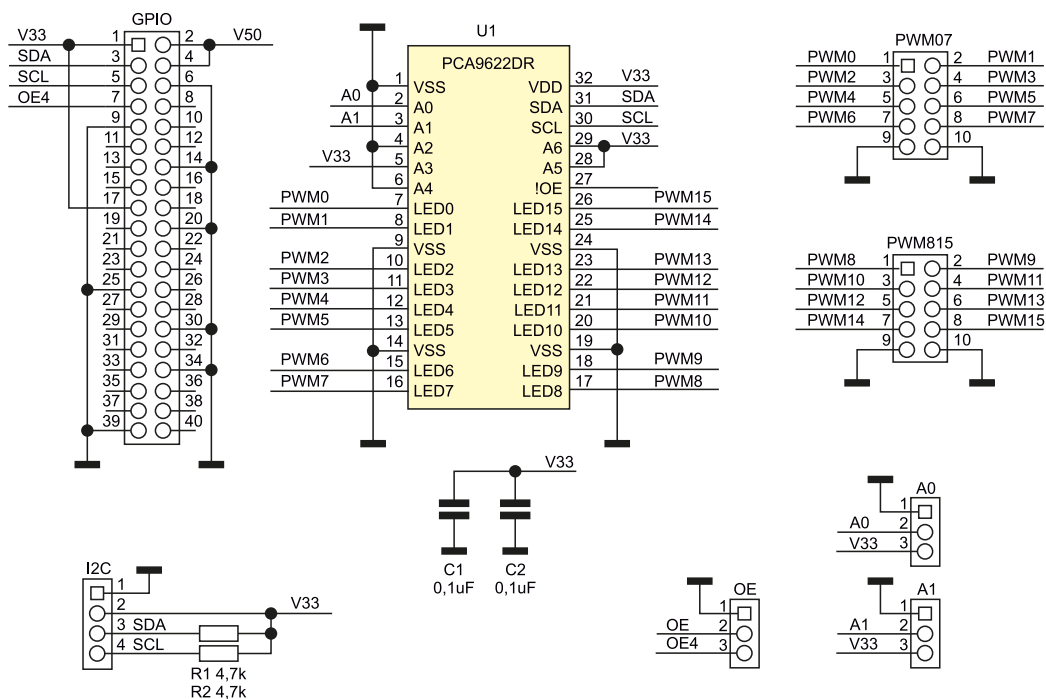 GPIO
V33 1 2 V50
SDA 3 4
SCL 5 6
OE4 7 8
9 10
11 12
13 14
15 16
17 18
19 20
21 22
23 24
25 26
27 28
29 30
31 32
33 34
35 36
37 38
39 40
U1
PCA9622DR
1 VSS VDD 32 V33
A0 2 A0 SDA 31 SDA
A1 3 A1 SCL 30 SCL
4 A2 A6 29 V33
V33 5 A3 A5 28
6 A4 !OE 27
PWM0 7 LED0 LED15 26 PWM15
PWM1 8 LED1 LED14 25 PWM14
9 VSS VSS 24
PWM2 10 LED2 LED13 23 PWM13
PWM3 11 LED3 LED12 22 PWM12
PWM4 12 LED4 LED11 21 PWM11
PWM5 13 LED5 LED10 20 PWM10
14 VSS VSS 19
PWM6 15 LED6 LED9 18 PWM9
PWM7 16 LED7 LED8 17 PWM8
PWM07
PWM0 1 2 PWM1
PWM2 3 4 PWM3
PWM4 5 6 PWM5
PWM6 7 8 PWM7
9 10
PWM815
PWM8 1 2 PWM9
PWM10 3 4 PWM11
PWM12 5 6 PWM13
PWM14 7 8 PWM15
9 10
V33
C1 C2
0,1uF 0,1uF
I2C
1
2 V33
3 SDA
4 SCL
R1 4,7k
R2 4,7k
A0
1
A0 2
V33 3
OE
1
OE 2
OE4 3
A1
1
A1 2
V33 3